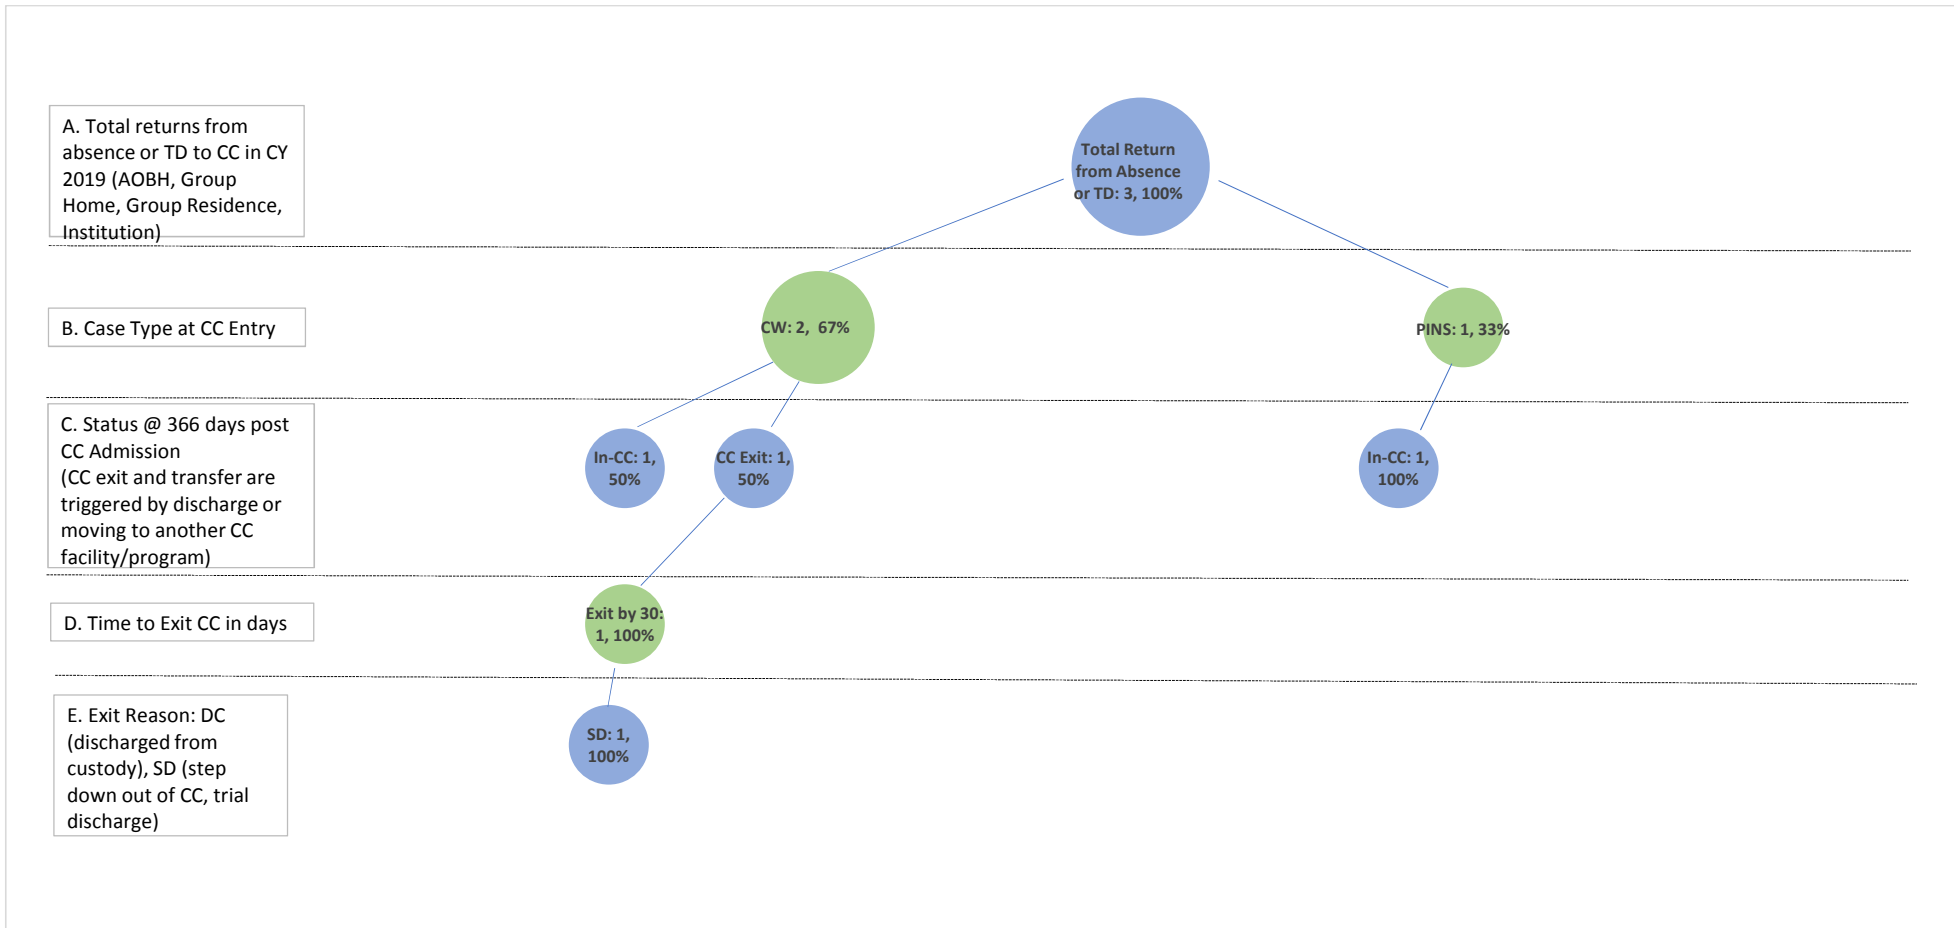 A. Total returns from
absence or TD to CC in CY
2019 (AOBH, Group
Home, Group Residence,
Institution)
Total Return
from Absence
or TD: 3, 100%
B. Case Type at CC Entry
CW: 2,  67%
PINS: 1, 33%
C. Status @ 366 days post
CC Admission
(CC exit and transfer are
triggered by discharge or
moving to another CC
facility/program)
In-CC: 1,
50%
CC Exit: 1,
50%
In-CC: 1,
100%
D. Time to Exit CC in days
Exit by 30:
1, 100%
E. Exit Reason: DC
(discharged from
custody), SD (step
down out of CC, trial
discharge)
SD: 1,
100%